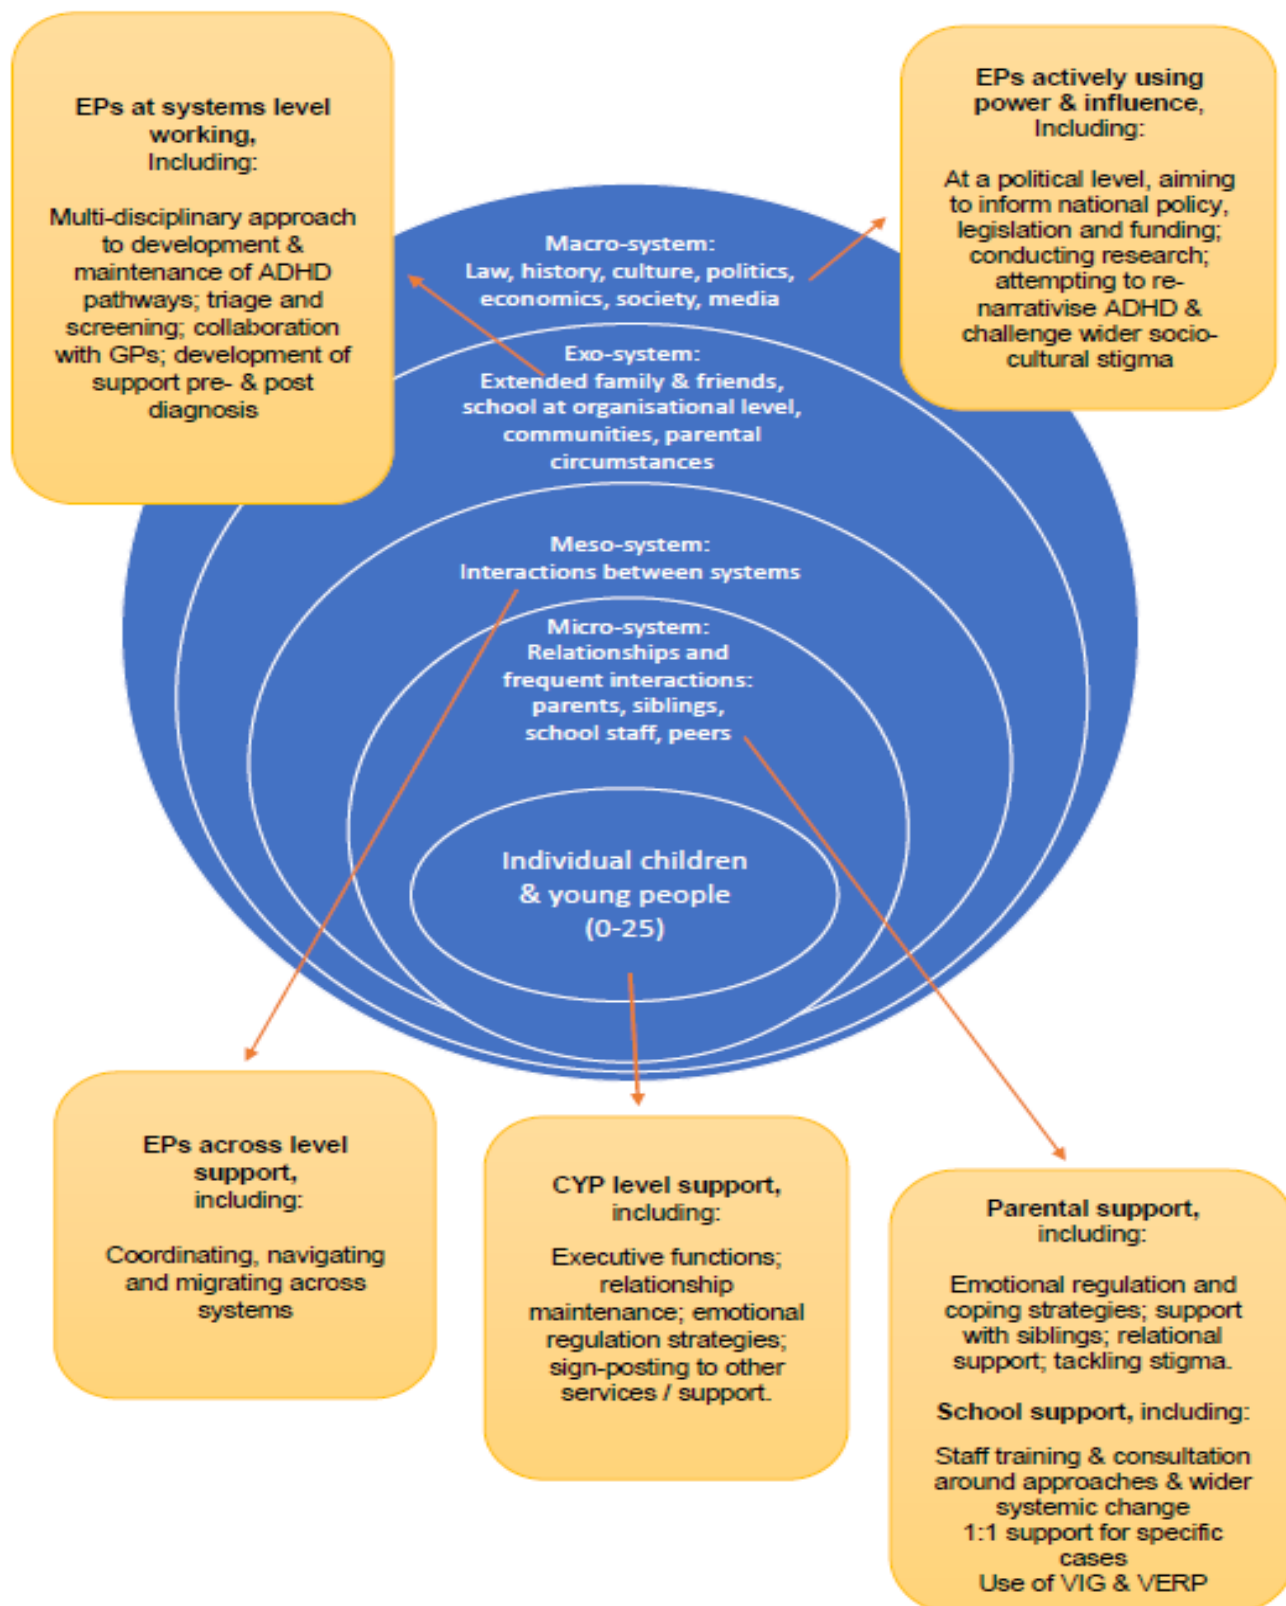 EPs at systems level
working,
Including:
Multi-disciplinary approach
to development &
maintenance of ADHD
pathways; triage and
screening; collaboration
with GPs; development of
support pre- & post
diagnosis
EPs actively using
power & influence,
Including:
At a political level, aiming
to inform national policy,
legislation and funding;
conducting research;
attempting to re-
narrativise ADHD &
challenge wider socio-
cultural stigma
Macro-system:
Law, history, culture, politics,
economics, society, media
Exo-system:
Extended family & friends,
school at organisational level,
communities, parental
circumstances
Meso-system:
Interactions between systems
Micro-system:
Relationships and
frequent interactions:
parents, siblings,
school staff, peers
Individual children
& young people
(0-25)
EPs across level
support,
including:
Coordinating, navigating
and migrating across
systems
CYP level support,
including:
Executive functions;
relationship
maintenance; emotional
regulation strategies;
sign-posting to other
services / support.
Parental support,
including:
Emotional regulation and
coping strategies; support
with siblings; relational
support; tackling stigma.
School support, including:
Staff training & consultation
around approaches & wider
systemic change
1:1 support for specific
cases
Use of VIG & VERP